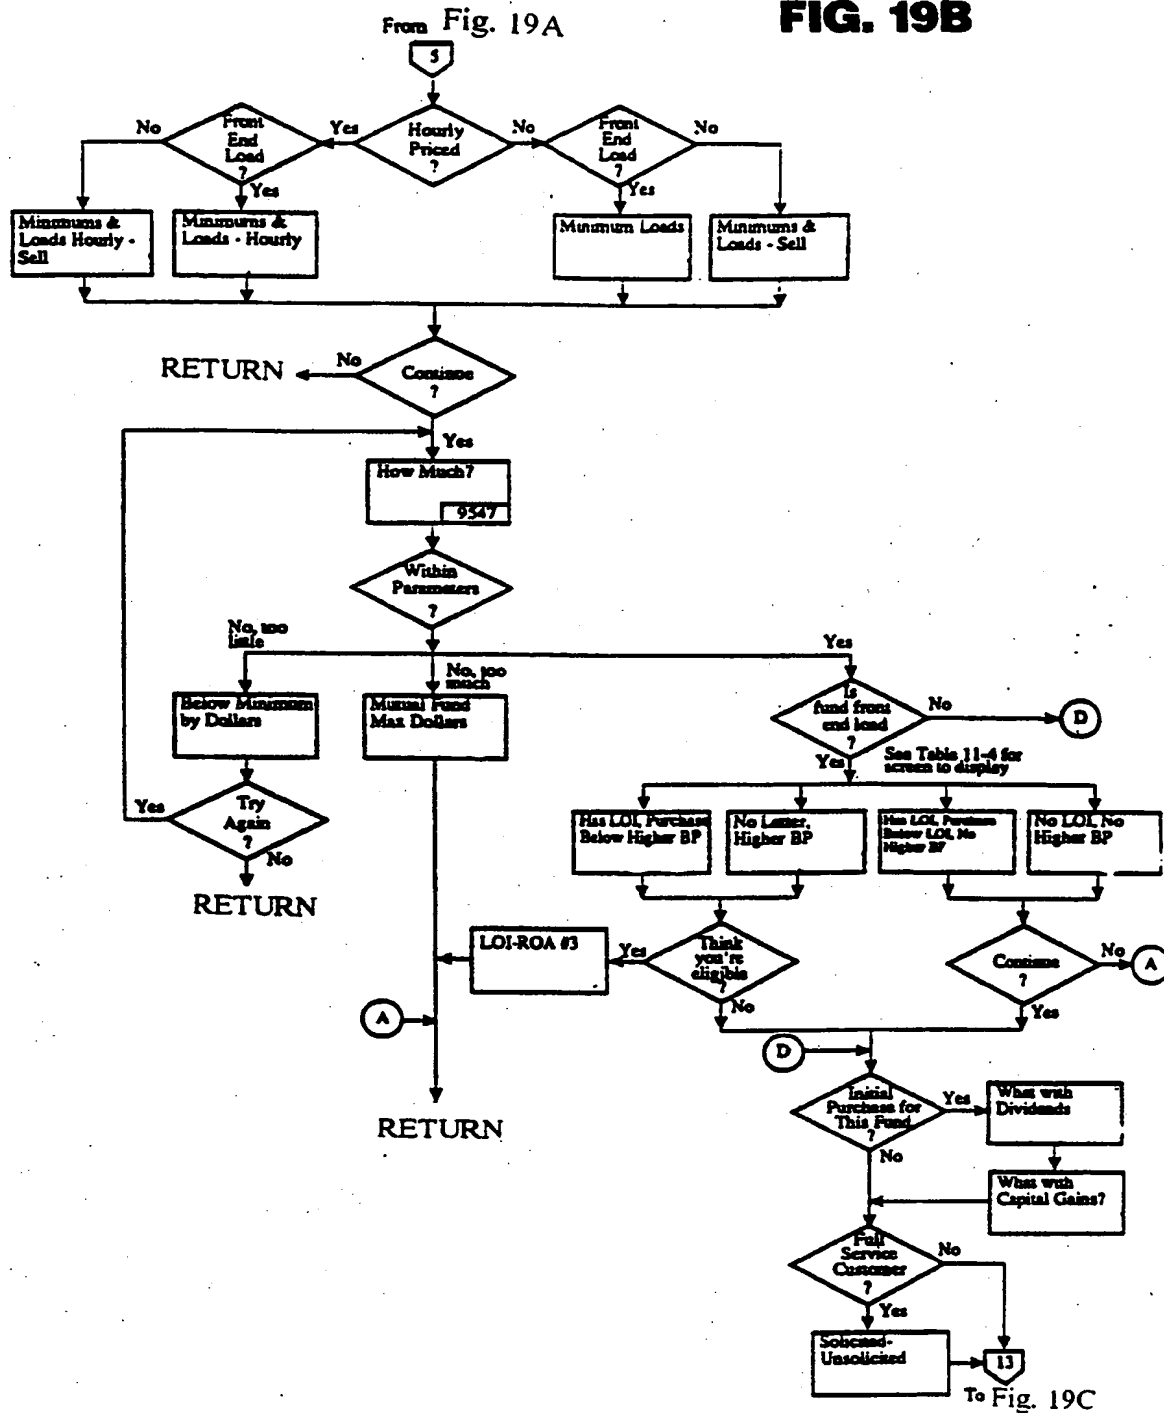 FIG. 19B
From Fig. 19A
5
Hourly
Priced
?
Yes
No
Front
End
Load
?
No
Yes
Front
End
Load
?
No
Yes
Minimums &
Loads Hourly -
Sell
Minimums &
Loads - Hourly
Minimum Loads
Minimums &
Loads - Sell
Continue
?
No
RETURN
Yes
How Much?
9547
Within
Parameters
?
No, too
little
No, too
much
Yes
Below Minimum
by Dollars
Mutual Fund
Max Dollars
Is
fund front
end load
?
No
D
Yes
See Table 11-4 for
screen to display
Try
Again
?
Yes
No
RETURN
Has LOI, Purchase
Below Higher BP
No Letter,
Higher BP
Has LOI, Purchase
Below LOI, No
Higher BP
No LOI, No
Higher BP
LOI-ROA #3
Yes
Think
you're
eligible
?
No
Continue
?
No
A
Yes
A
RETURN
D
Initial
Purchase for
This Fund
?
Yes
What with
Dividends
No
What with
Capital Gains?
Full
Service
Customer
?
No
Yes
Solicited-
Unsolicited
13
To Fig. 19C